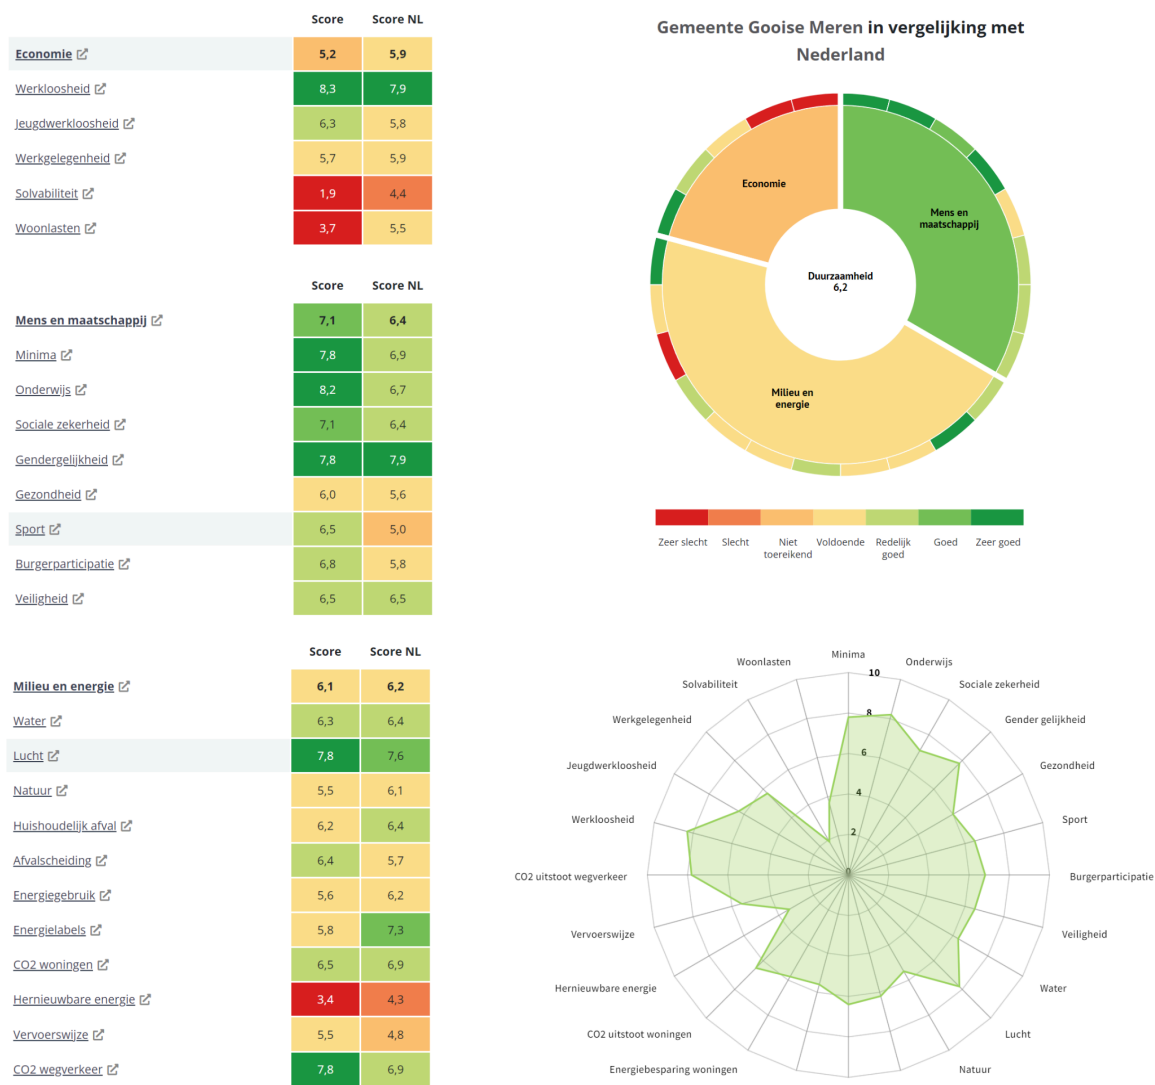 Score Score NL
Economie 5,2 5,9
Werkloosheid 8,3 7,9
Jeugdwerkloosheid 6,3 5,8
Werkgelegenheid 5,7 5,9
Solvabiliteit 1,9 4,4
Woonlasten 3,7 5,5
Score Score NL
Mens en maatschappij 7,1 6,4
Minima 7,8 6,9
Onderwijs 8,2 6,7
Sociale zekerheid 7,1 6,4
Gendergelijkheid 7,8 7,9
Gezondheid 6,0 5,6
Sport 6,5 5,0
Burgerparticipatie 6,8 5,8
Veiligheid 6,5 6,5
Score Score NL
Milieu en energie 6,1 6,2
Water 6,3 6,4
Lucht 7,8 7,6
Natuur 5,5 6,1
Huishoudelijk afval 6,2 6,4
Afvalscheiding 6,4 5,7
Energiegebruik 5,6 6,2
Energielabels 5,8 7,3
CO2 woningen 6,5 6,9
Hernieuwbare energie 3,4 4,3
Vervoerswijze 5,5 4,8
CO2 wegverkeer 7,8 6,9
Gemeente Gooise Meren in vergelijking met
Nederland
Economie
Mens en
maatschappij
Duurzaamheid
6,2
Milieu en
energie
Zeer slecht Slecht Niet Voldoende Redelijk Goed Zeer goed
toereikend goed
Minima
Woonlasten Onderwijs
10
Solvabiliteit Sociale zekerheid
8
Werkgelegenheid Gender gelijkheid
6
Jeugdwerkloosheid Gezondheid
4
Werkloosheid Sport
2
0
CO2 uitstoot wegverkeer Burgerparticipatie
Vervoerswijze Veiligheid
Hernieuwbare energie Water
CO2 uitstoot woningen Lucht
Energiebesparing woningen Natuur